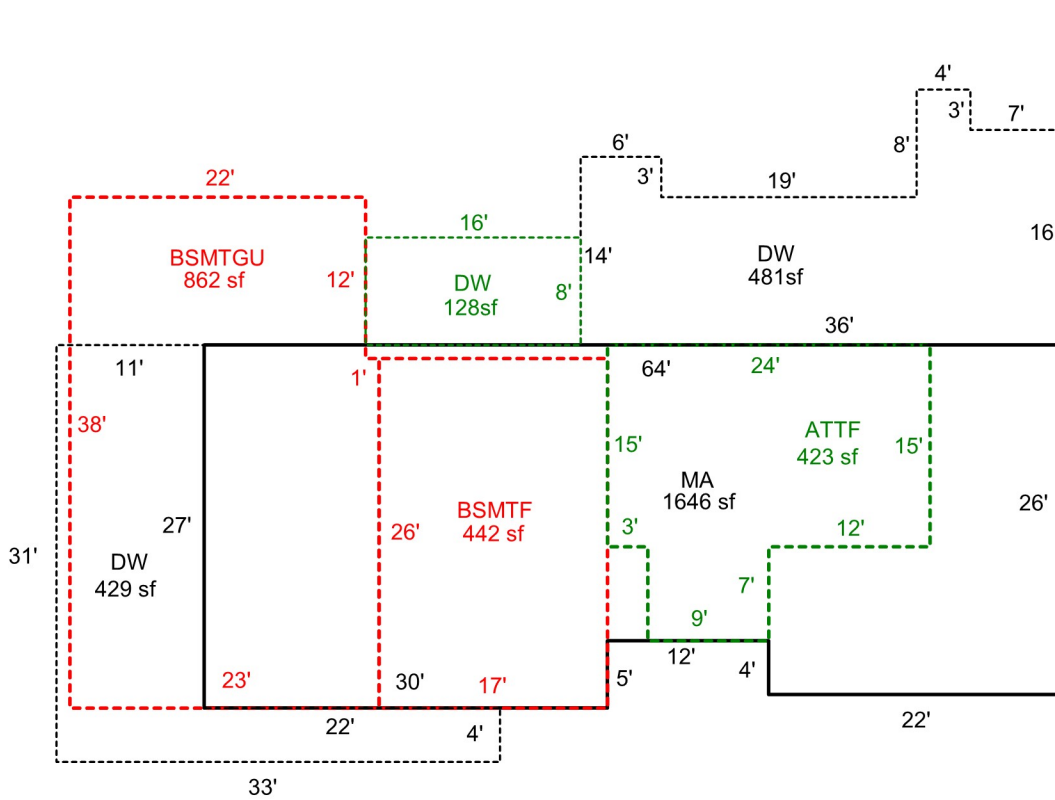 4'
3'
7'
6'
8'
3'
22'
19'
16'
16
BSMTGU
862 sf
12'
14'
DW
481sf
DW
128sf
8'
36'
11'
1'
64'
24'
38'
15'
ATTF
423 sf
15'
MA
1646 sf
BSMTF
442 sf
26'
27'
26'
3'
12'
31'
DW
429 sf
7'
9'
12'
4'
5'
23'
30'
17'
22'
4'
22'
33'